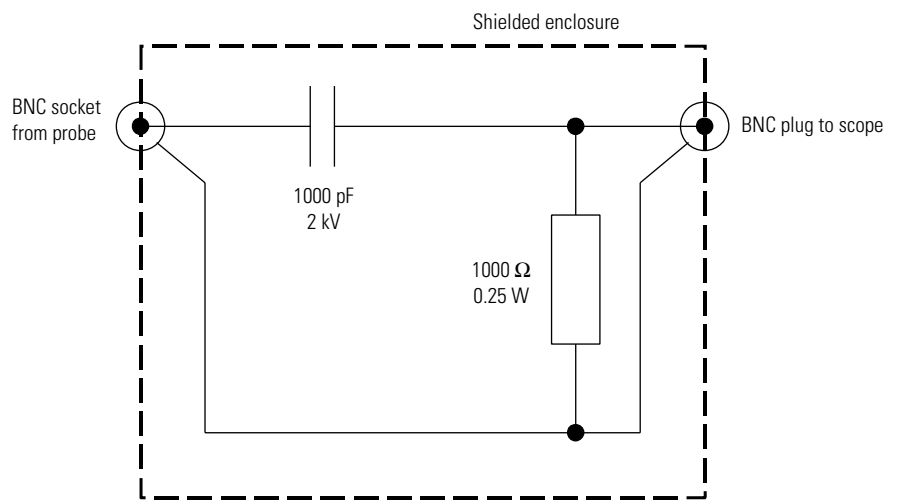 Shielded enclosure
BNC socket
from probe
BNC plug to scope
1000 pF
2 kV
1000 Ω
0.25 W